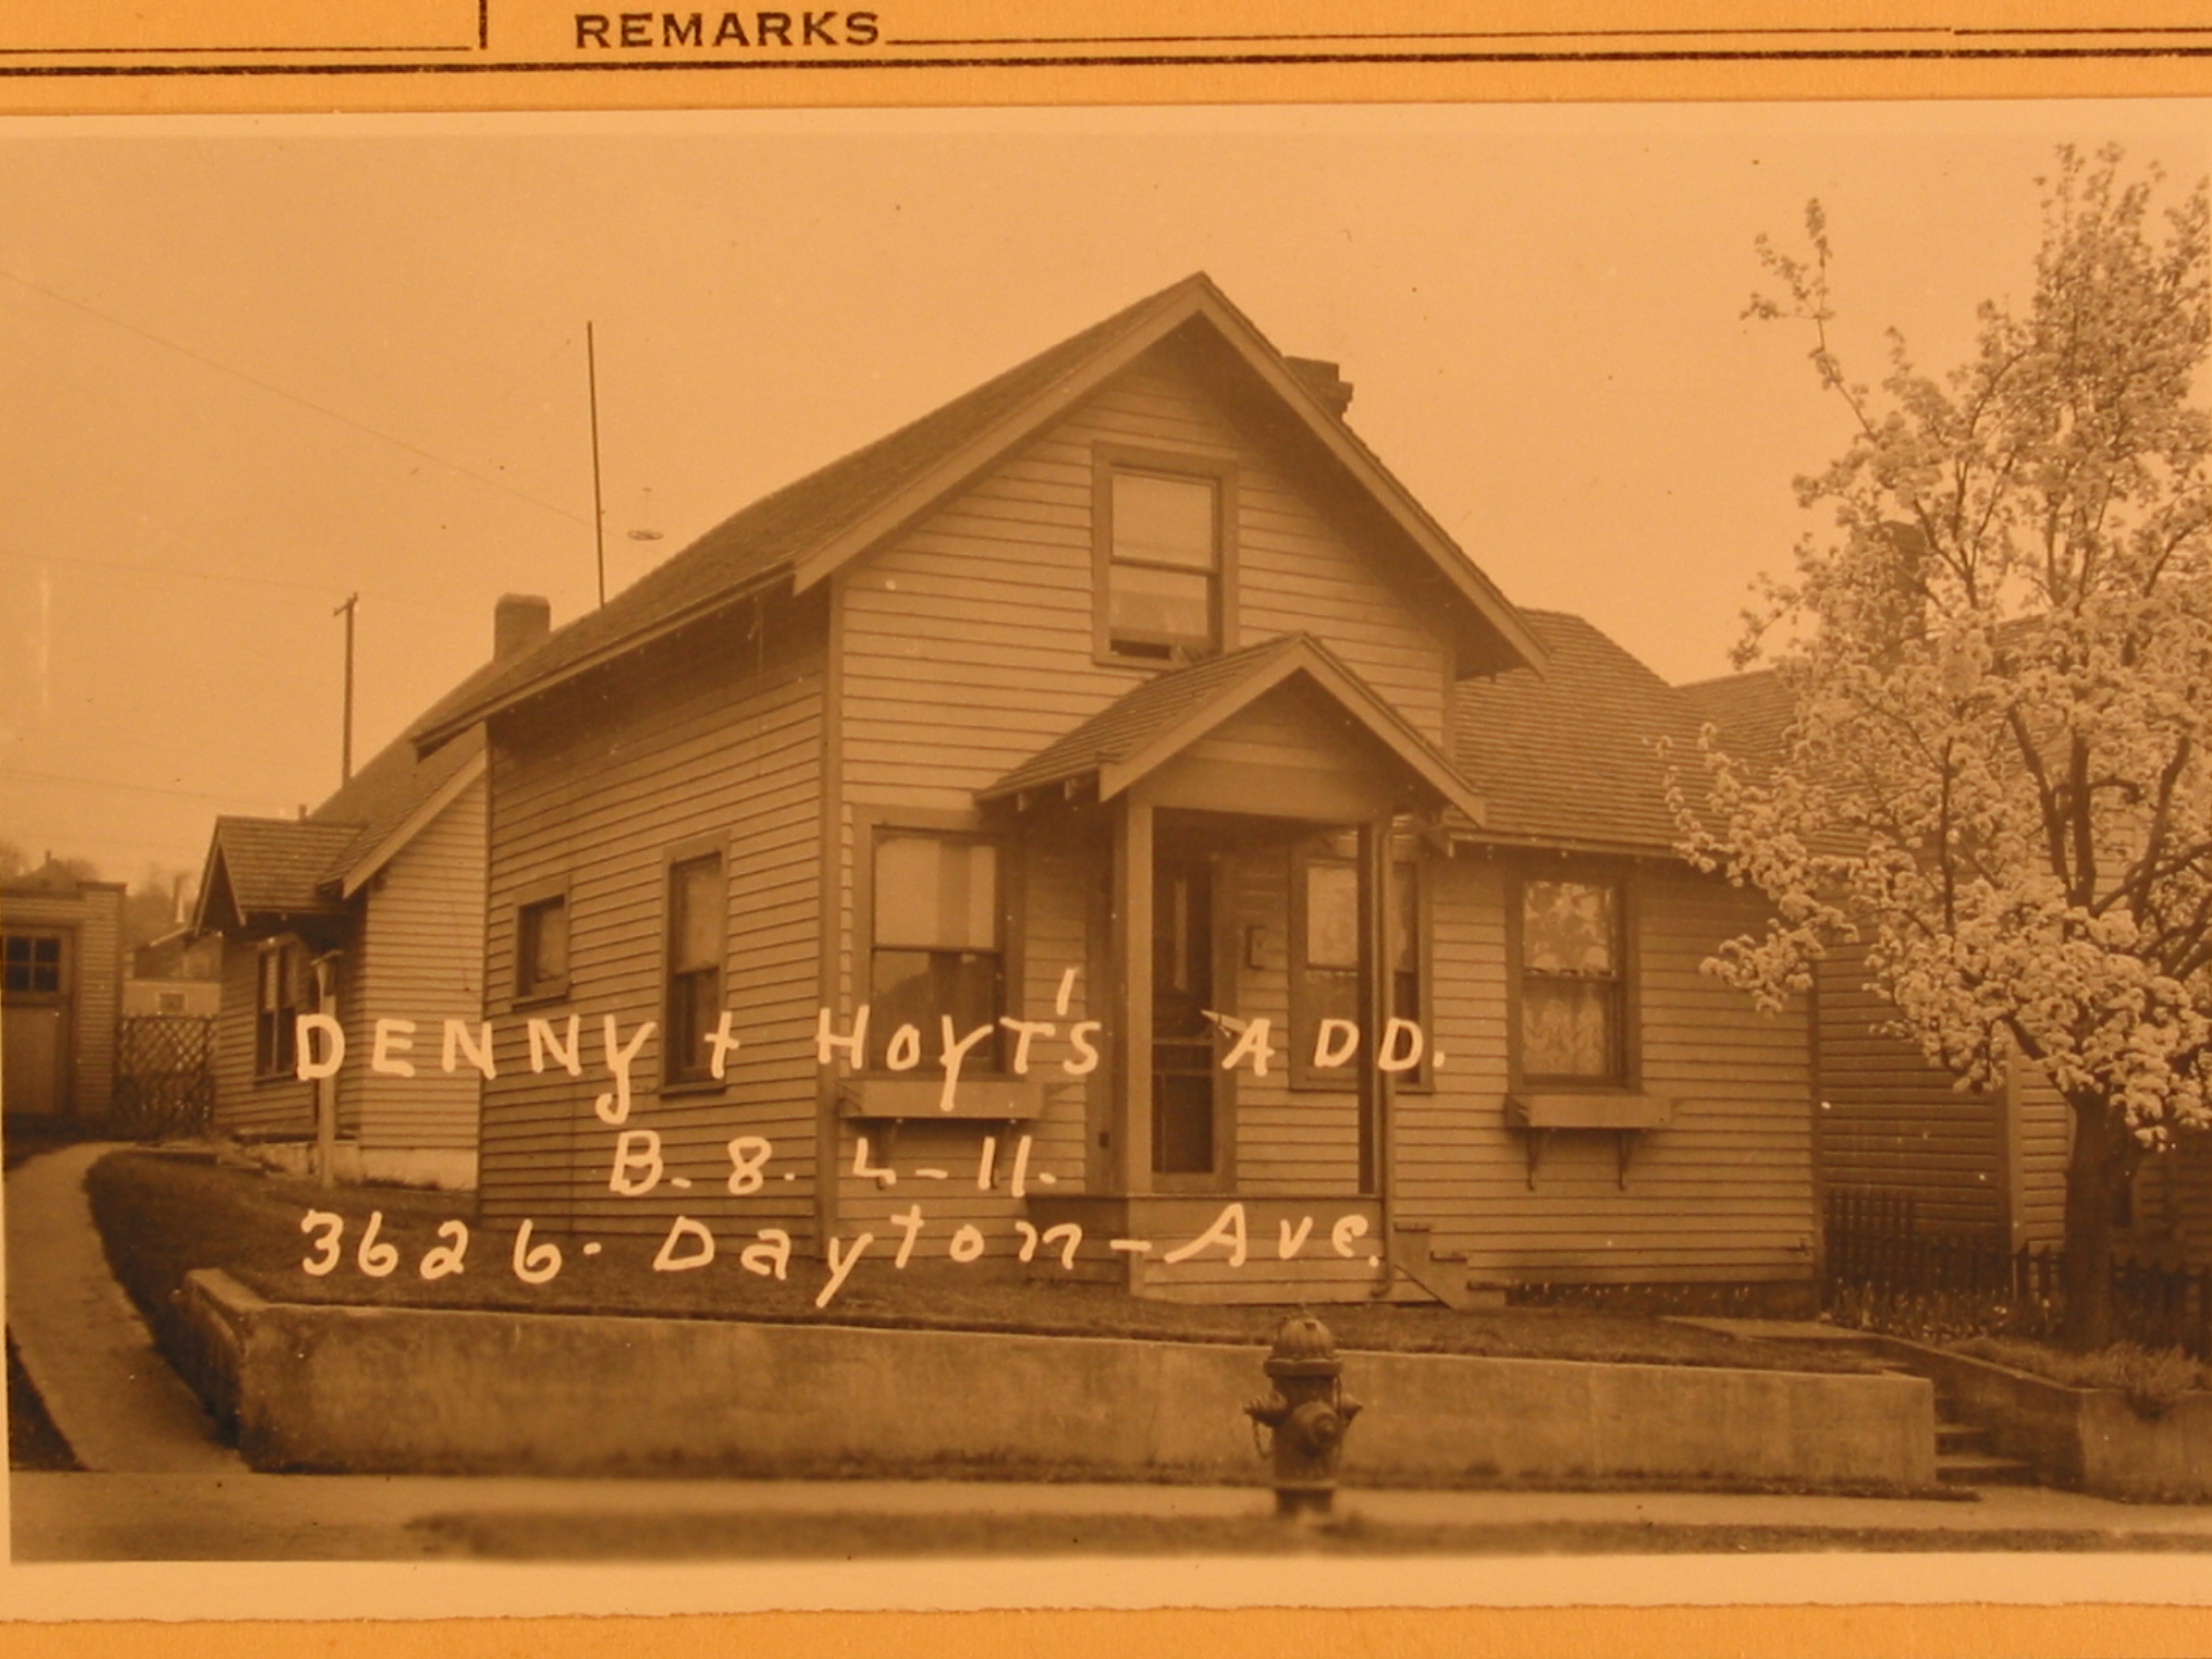 REMARKS
DENNY + HOYT'S ADD.
B-8. L-11.
3626- Dayton-Ave.